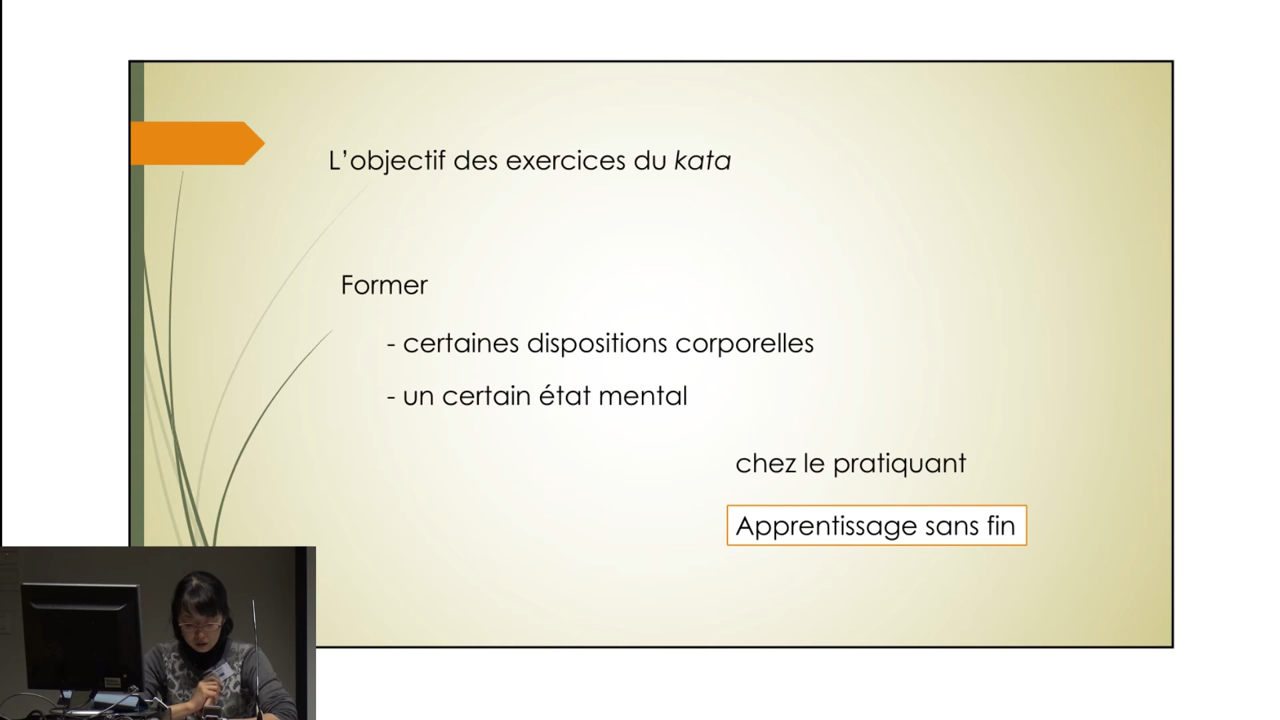 L'objectif des exercices du kata
Former
- certaines dispositions corporelles
- un certain état mental
chez le pratiquant
Apprentissage sans fin